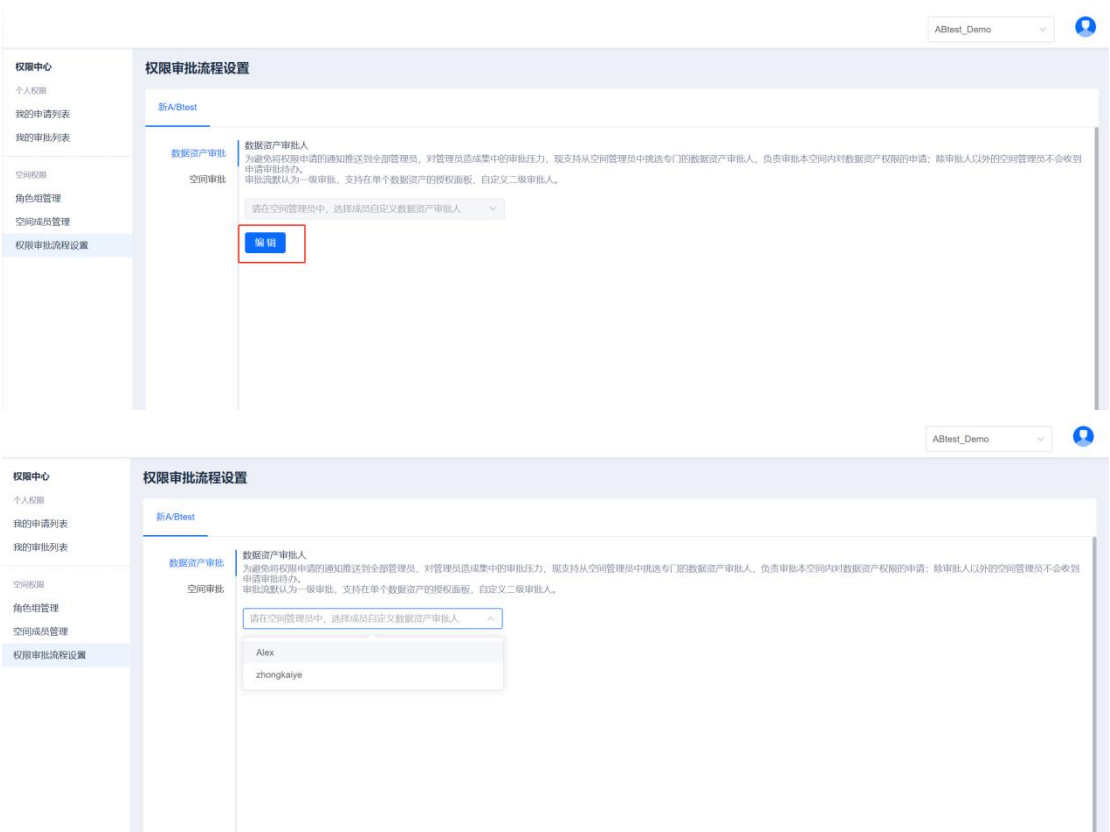 ABtest_Demo
权限中心
个人权限
我的申请列表
我的审批列表
空间权限
角色组管理
空间成员管理
权限审批流程设置
权限审批流程设置
新A/Btest
数据资产审批
空间审批
数据资产审批人
为避免将权限申请的通知推送到全部管理员，对管理员造成集中的审批压力，现支持从空间管理员中挑选专门的数据资产审批人，负责审批本空间内对数据资产权限的申请；除审批人以外的空间管理员不会收到
申请审批待办。
审批流默认为一级审批，支持在单个数据资产的授权面板，自定义二级审批人。
请在空间管理员中，选择成员自定义数据资产审批人
编 辑
ABtest_Demo
权限中心
个人权限
我的申请列表
我的审批列表
空间权限
角色组管理
空间成员管理
权限审批流程设置
权限审批流程设置
新A/Btest
数据资产审批
空间审批
数据资产审批人
为避免将权限申请的通知推送到全部管理员，对管理员造成集中的审批压力，现支持从空间管理员中挑选专门的数据资产审批人，负责审批本空间内对数据资产权限的申请；除审批人以外的空间管理员不会收到
申请审批待办。
审批流默认为一级审批，支持在单个数据资产的授权面板，自定义二级审批人。
请在空间管理员中，选择成员自定义数据资产审批人
Alex
zhongkaiye